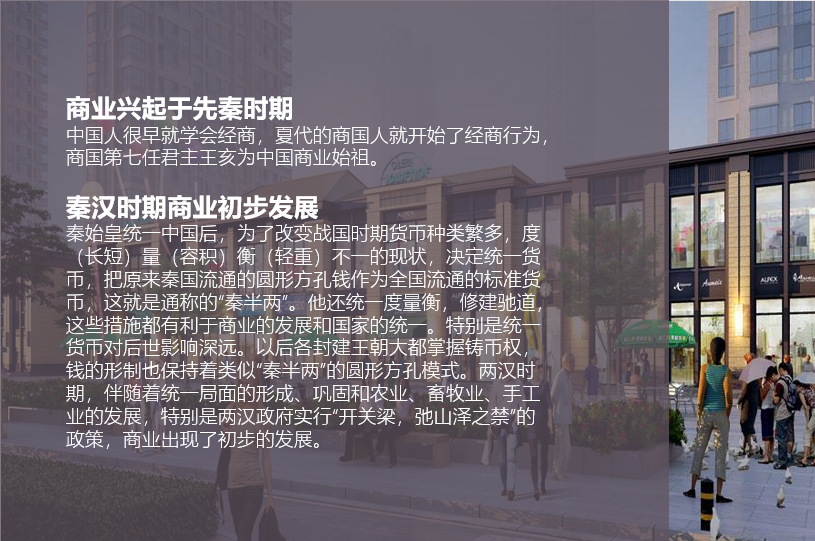 商业兴起于先秦时期
中国人很早就学会经商，夏代的商国人就开始了经商行为，
商国第七任君主王亥为中国商业始祖。
秦汉时期商业初步发展
秦始皇统一中国后，为了改变战国时期货币种类繁多，度
（长短）量（容积）衡（轻重）不一的现状，决定统一货
币，把原来秦国流通的圆形方孔钱作为全国流通的标准货
币，这就是通称的“秦半两”。他还统一度量衡，修建驰道，
这些措施都有利于商业的发展和国家的统一。特别是统一
货币对后世影响深远。以后各封建王朝大都掌握铸币权，
钱的形制也保持着类似“秦半两”的圆形方孔模式。两汉时
期，伴随着统一局面的形成、巩固和农业、畜牧业、手工
业的发展，特别是两汉政府实行“开关梁，弛山泽之禁”的
政策，商业出现了初步的发展。
ALFEX